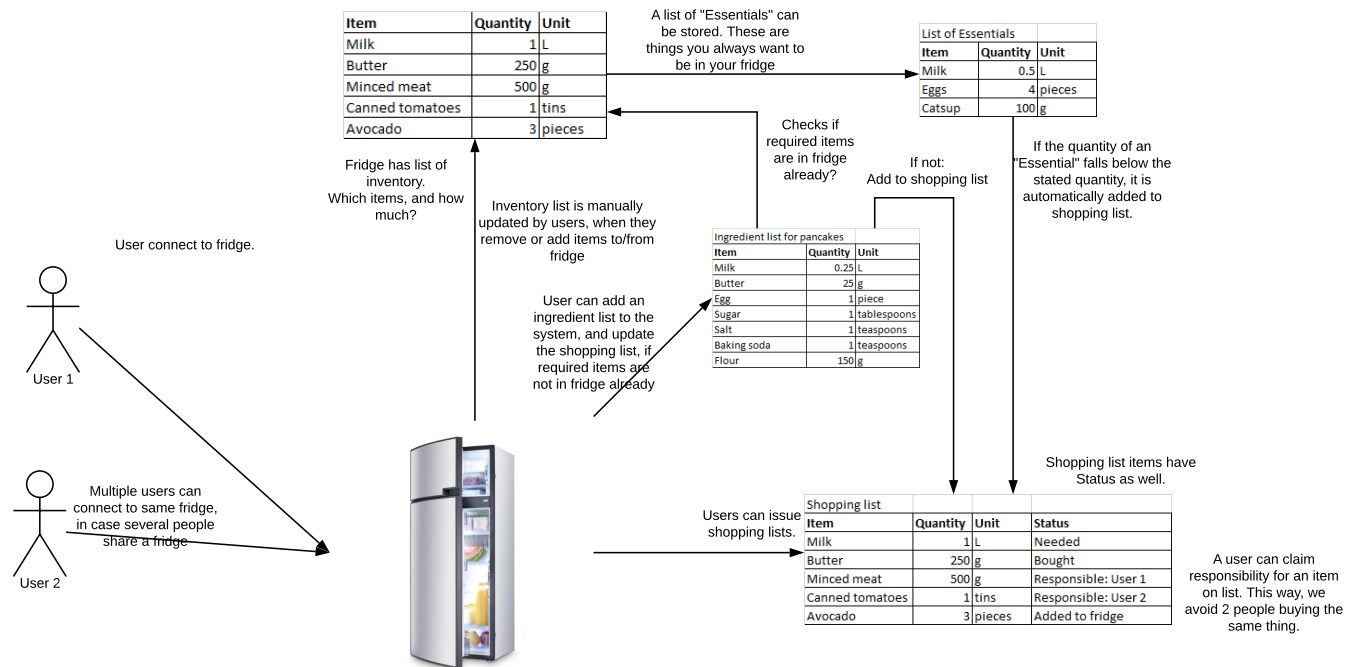 Item Quantity Unit
Milk 1 L
Butter 250 g
Minced meat 500 g
Canned tomatoes 1 tins
Avocado 3 pieces
A list of "Essentials" can
be stored. These are
things you always want to
be in your fridge
List of Essentials
Item Quantity Unit
Milk 0.5 L
Eggs 4 pieces
Catsup 100 g
Fridge has list of
inventory.
Which items, and how
much?
Inventory list is manually
updated by users, when they
remove or add items to/from
fridge
Checks if
required items
are in fridge
already?
If not:
Add to shopping list
If the quantity of an
"Essential" falls below the
stated quantity, it is
automatically added to
shopping list.
User connect to fridge.
User 1
User can add an
ingredient list to the
system, and update
the shopping list, if
required items are
not in fridge already
Ingredient list for pancakes
Item Quantity Unit
Milk 0.25 L
Butter 25 g
Egg 1 piece
Sugar 1 tablespoons
Salt 1 teaspoons
Baking soda 1 teaspoons
Flour 150 g
Multiple users can
connect to same fridge,
in case several people
share a fridge
User 2
Users can issue
shopping lists.
Shopping list items have
Status as well.
Shopping list
Item Quantity Unit Status
Milk 1 L Needed
Butter 250 g Bought
Minced meat 500 g Responsible: User 1
Canned tomatoes 1 tins Responsible: User 2
Avocado 3 pieces Added to fridge
A user can claim
responsibility for an item
on list. This way, we
avoid 2 people buying the
same thing.